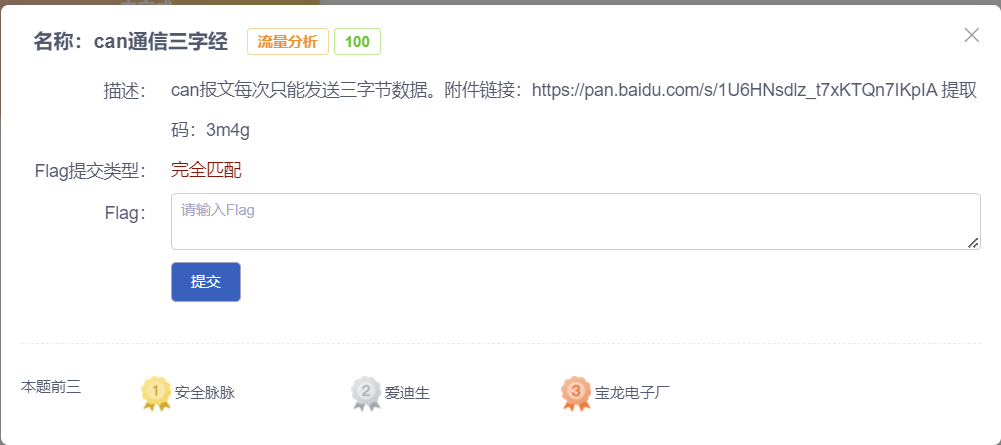 名称：can通信三字经 流量分析 100
描述： can报文每次只能发送三字节数据。附件链接：https://pan.baidu.com/s/1U6HNsdlz_t7xKTQn7IKpIA 提取
码：3m4g
Flag提交类型： 完全匹配
Flag： 请输入Flag
提交
本题前三 1 安全脉脉 2 爱迪生 3 宝龙电子厂